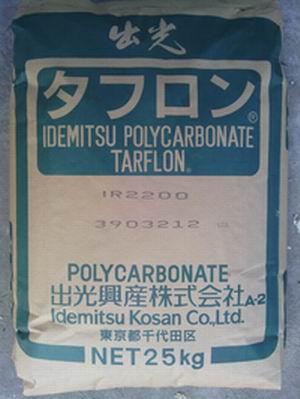 出光
タフロン®
IDEMITSU POLYCARBONATE
TARFLON®
IR2200
3903212
POLYCARBONATE
出光興産株式会社A-2
Idemitsu Kosan Co.,Ltd.
東京都千代田区
NET25kg